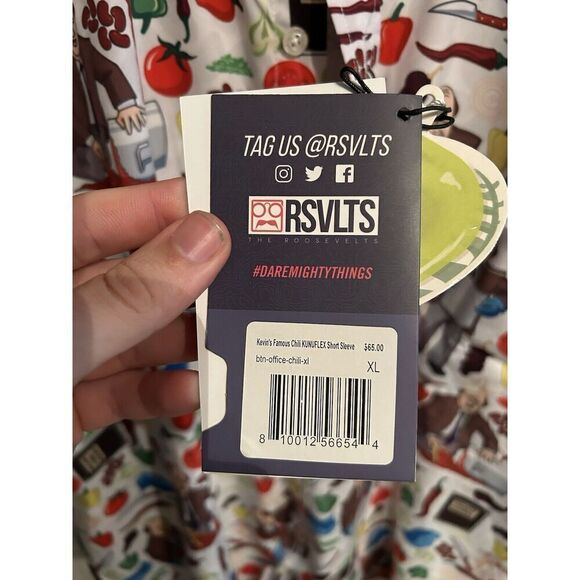 TAG US @RSVLTS
RSVLTS
THE ROOSEVELTS
#DAREMIGHTYTHINGS
Kevin's Famous Chili KUNUFLEX Short Sleeve $65.00
btn-office-chili-xl
XL
8 10012 56654 4